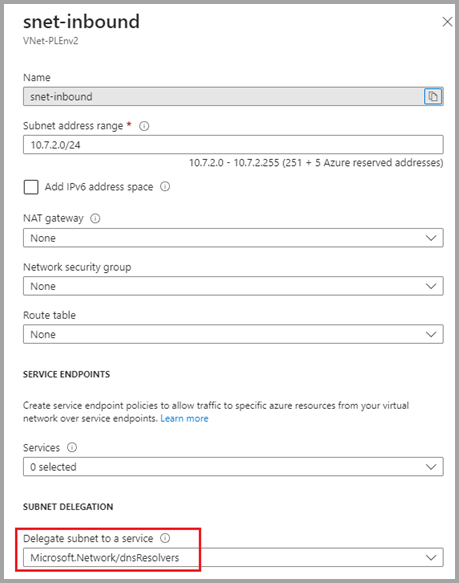 snet-inbound
VNet-PLEnv2
Name
snet-inbound
Subnet address range *
10.7.2.0/24
10.7.2.0 - 10.7.2.255 (251 + 5 Azure reserved addresses)
Add IPv6 address space
NAT gateway
None
Network security group
None
Route table
None
SERVICE ENDPOINTS
Create service endpoint policies to allow traffic to specific azure resources from your virtual
network over service endpoints. Learn more
Services
0 selected
SUBNET DELEGATION
Delegate subnet to a service
Microsoft.Network/dnsResolvers